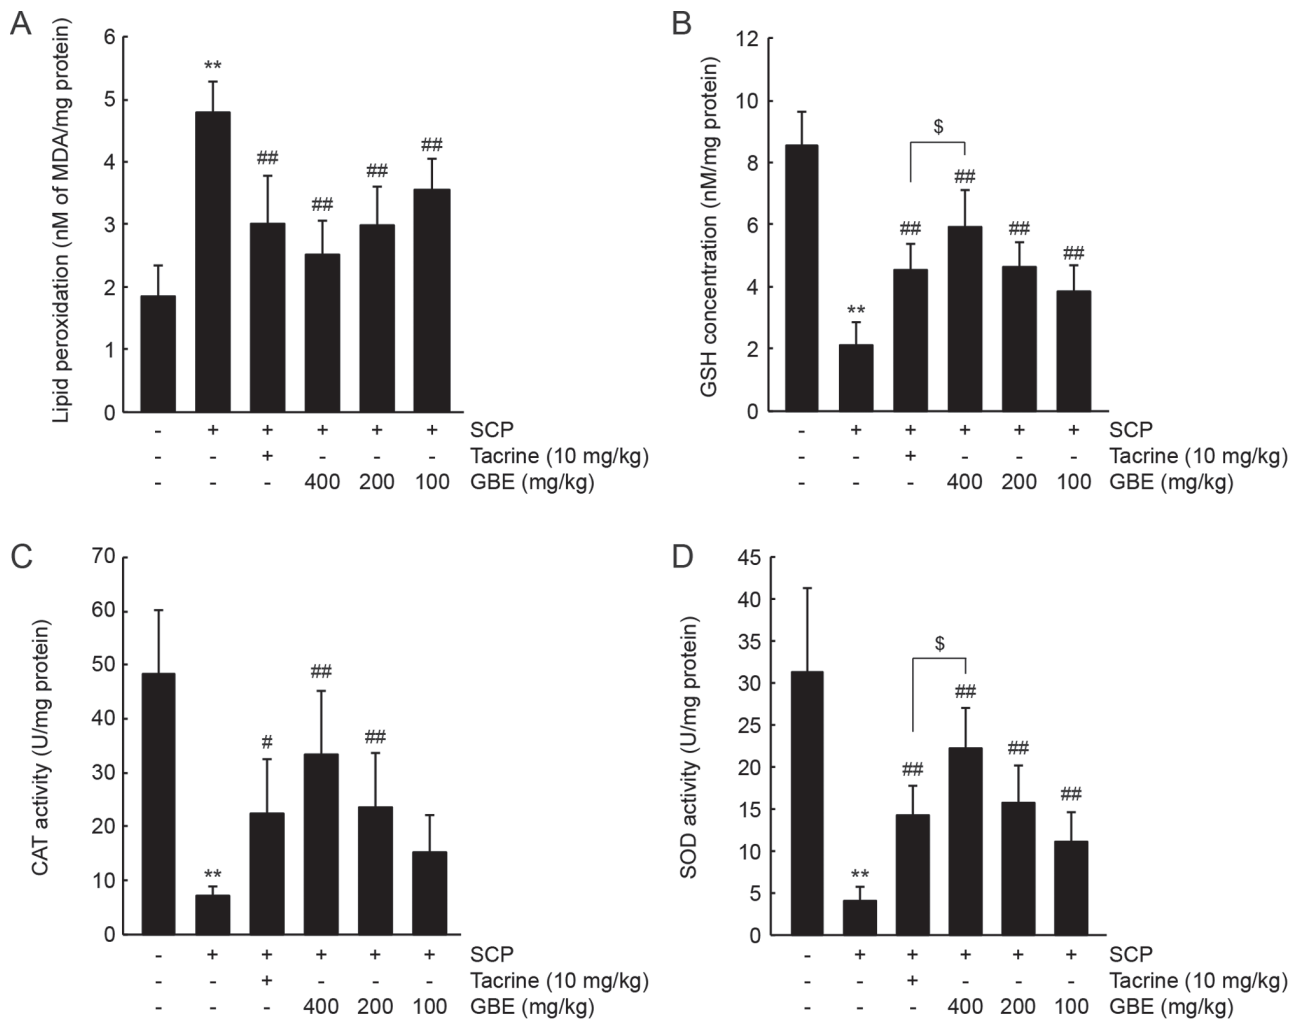 A
Lipid peroxidation (nM of MDA/mg protein)
6
5
4
3
2
1
0
**
##
##
##
##
- + + + + + SCP
- - + - - - Tacrine (10 mg/kg)
- - - 400 200 100 GBE (mg/kg)
B
GSH concentration (nM/mg protein)
12
10
8
6
4
2
0
$
**
##
##
##
##
- + + + + + SCP
- - + - - - Tacrine (10 mg/kg)
- - - 400 200 100 GBE (mg/kg)
C
CAT activity (U/mg protein)
70
60
50
40
30
20
10
0
**
#
##
##
- + + + + + SCP
- - + - - - Tacrine (10 mg/kg)
- - - 400 200 100 GBE (mg/kg)
D
SOD activity (U/mg protein)
45
40
35
30
25
20
15
10
5
0
$
**
##
##
##
##
- + + + + + SCP
- - + - - - Tacrine (10 mg/kg)
- - - 400 200 100 GBE (mg/kg)